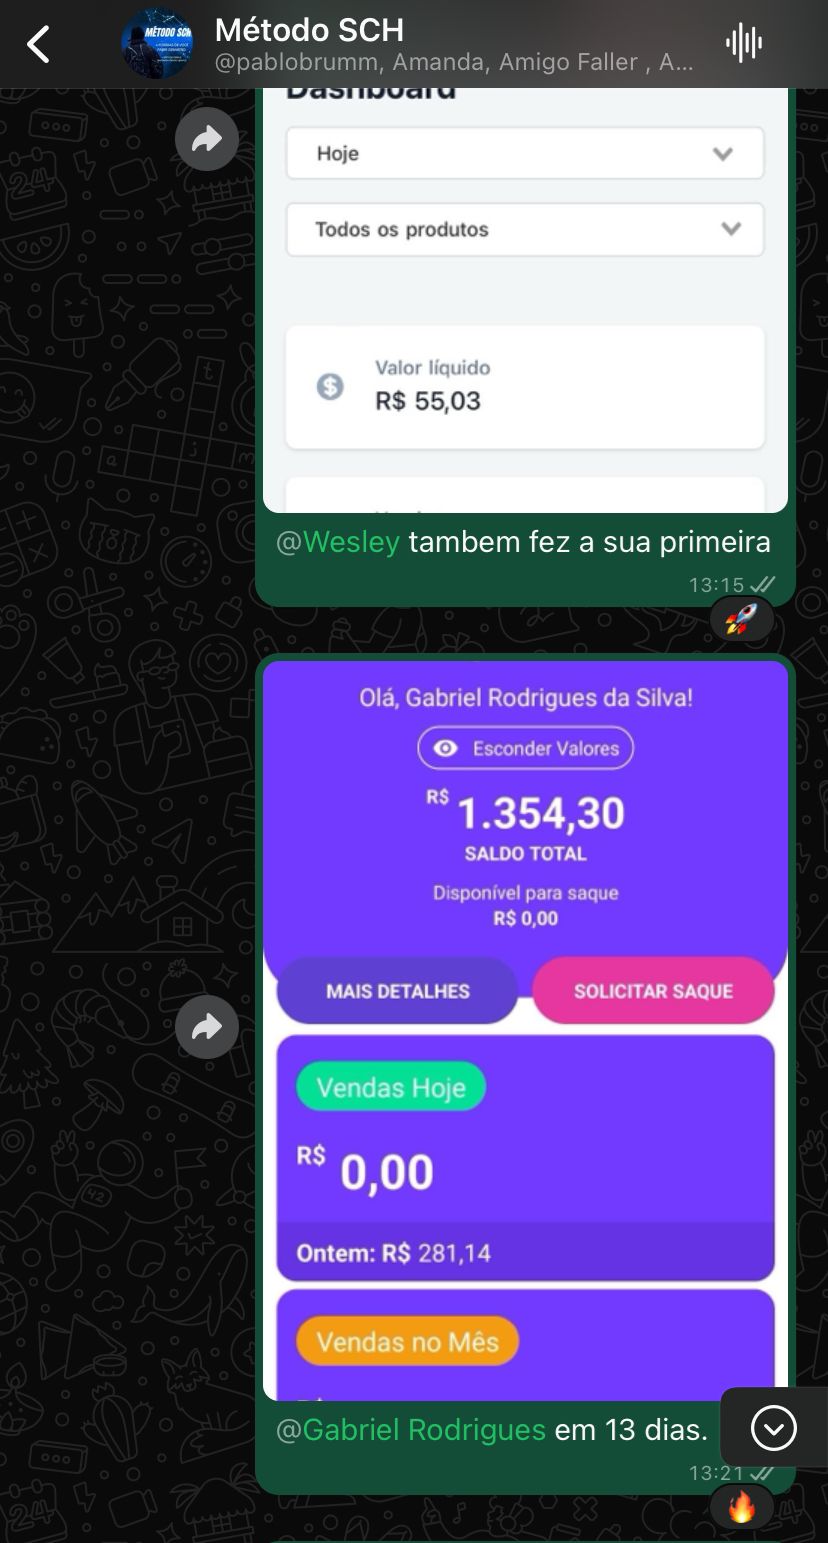 Método SCH
@pablobrumm, Amanda, Amigo Faller , A...
MÉTODO SCH
Dashboard
Hoje
Todos os produtos
Valor líquido
R$ 55,03
@Wesley tambem fez a sua primeira
13:15
Olá, Gabriel Rodrigues da Silva!
Esconder Valores
R$ 1.354,30
SALDO TOTAL
Disponível para saque
R$ 0,00
MAIS DETALHES
SOLICITAR SAQUE
Vendas Hoje
R$ 0,00
Ontem: R$ 281,14
Vendas no Mês
@Gabriel Rodrigues em 13 dias.
13:21